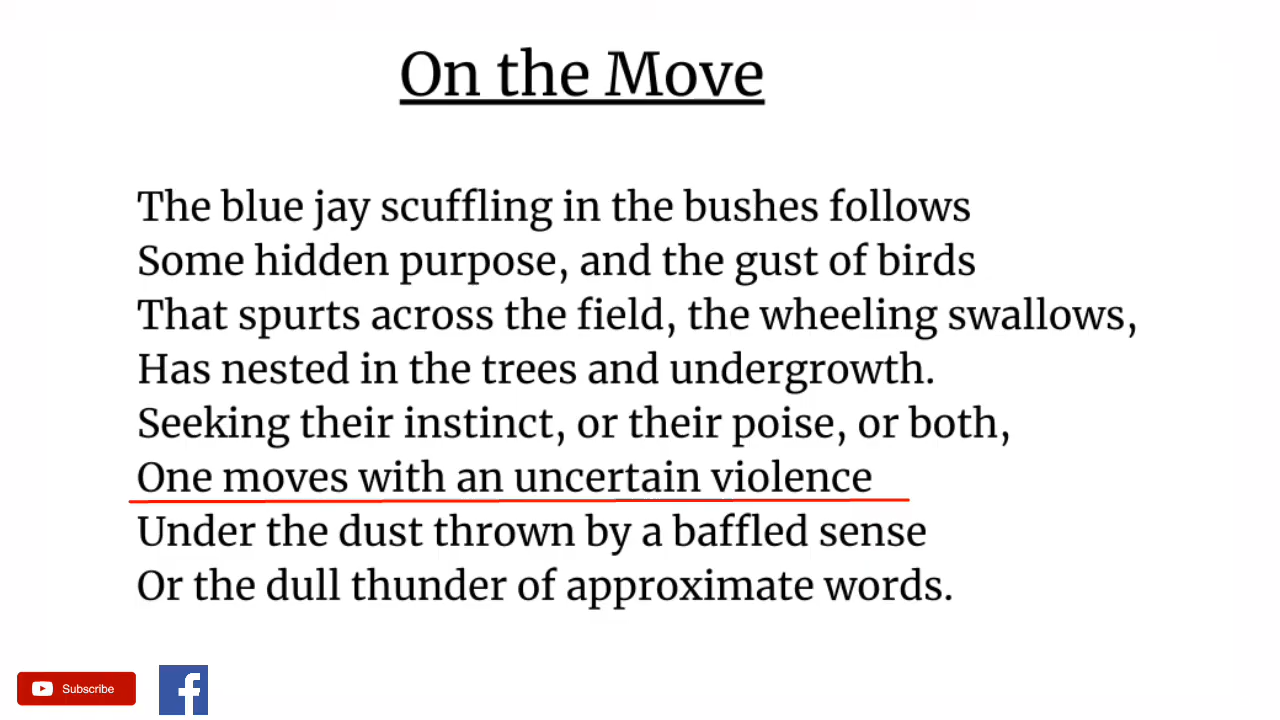 On the Move
The blue jay scuffling in the bushes follows
Some hidden purpose, and the gust of birds
That spurts across the field, the wheeling swallows,
Has nested in the trees and undergrowth.
Seeking their instinct, or their poise, or both,
One moves with an uncertain violence
Under the dust thrown by a baffled sense
Or the dull thunder of approximate words.
Subscribe